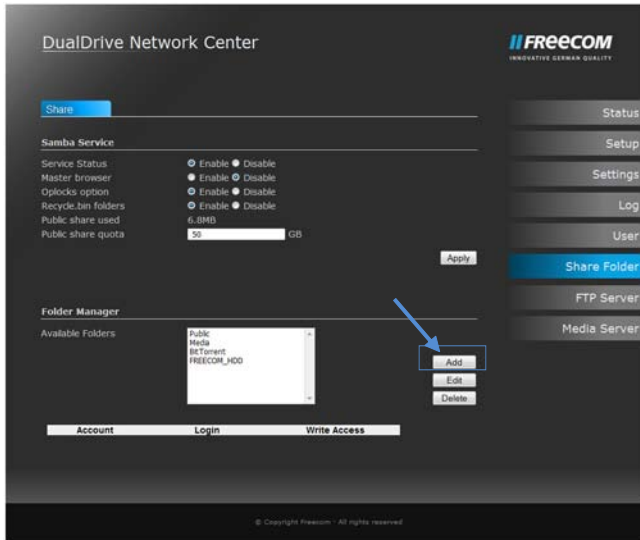 DualDrive Network Center
FREECOM
INNOVATIVE GERMAN QUALITY
Share
Samba Service
Service Status Enable Disable
Master browser Enable Disable
Oplocks option Enable Disable
Recycle.bin folders Enable Disable
Public share used 6.8MB
Public share quota 50 GB
Apply
Folder Manager
Available Folders
Public
Media
BitTorrent
FREECOM_HDD
Add
Edit
Delete
Account Login Write Access
Status
Setup
Settings
Log
User
Share Folder
FTP Server
Media Server
© Copyright Freecom - All rights reserved